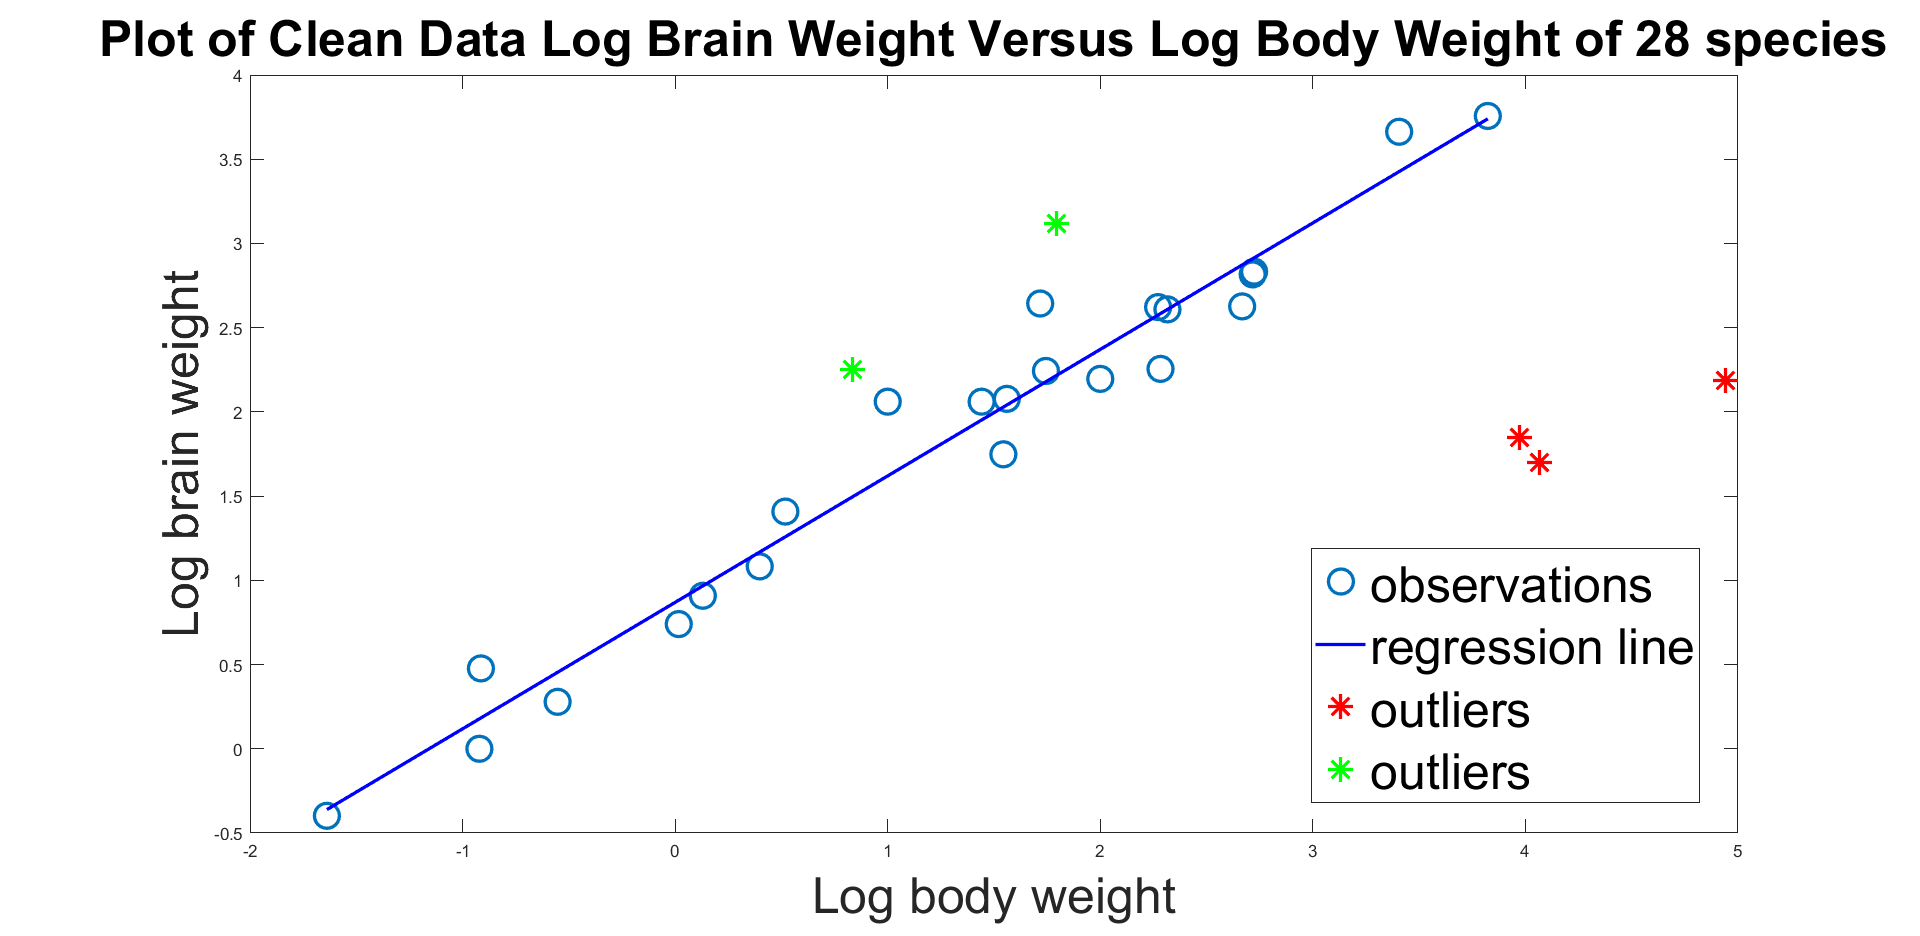 Plot of Clean Data Log Brain Weight Versus Log Body Weight of 28 species
4
3.5
3
2.5
2
1.5
1
0.5
0
-0.5
Log brain weight
observations
regression line
outliers
outliers
-2 -1 0 1 2 3 4 5
Log body weight